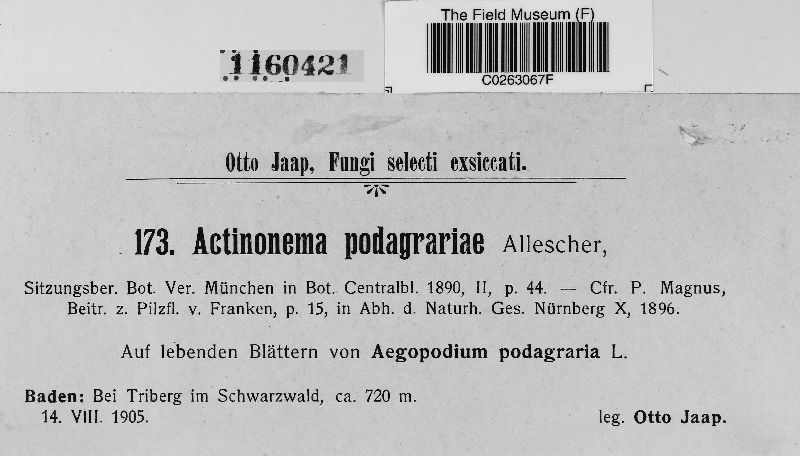 The Field Museum (F)
C0263067F
1160421
Otto Jaap, Fungi selecti exsiccati.
173. Actinonema podagrariae Allescher,
Sitzungsber. Bot. Ver. München in Bot. Centralbl. 1890, II, p. 44. — Cfr. P. Magnus,
Beitr. z. Pilzfl. v. Franken, p. 15, in Abh. d. Naturh. Ges. Nürnberg X, 1896.
Auf lebenden Blättern von Aegopodium podagraria L.
Baden: Bei Triberg im Schwarzwald, ca. 720 m.
14. VIII. 1905. leg. Otto Jaap.